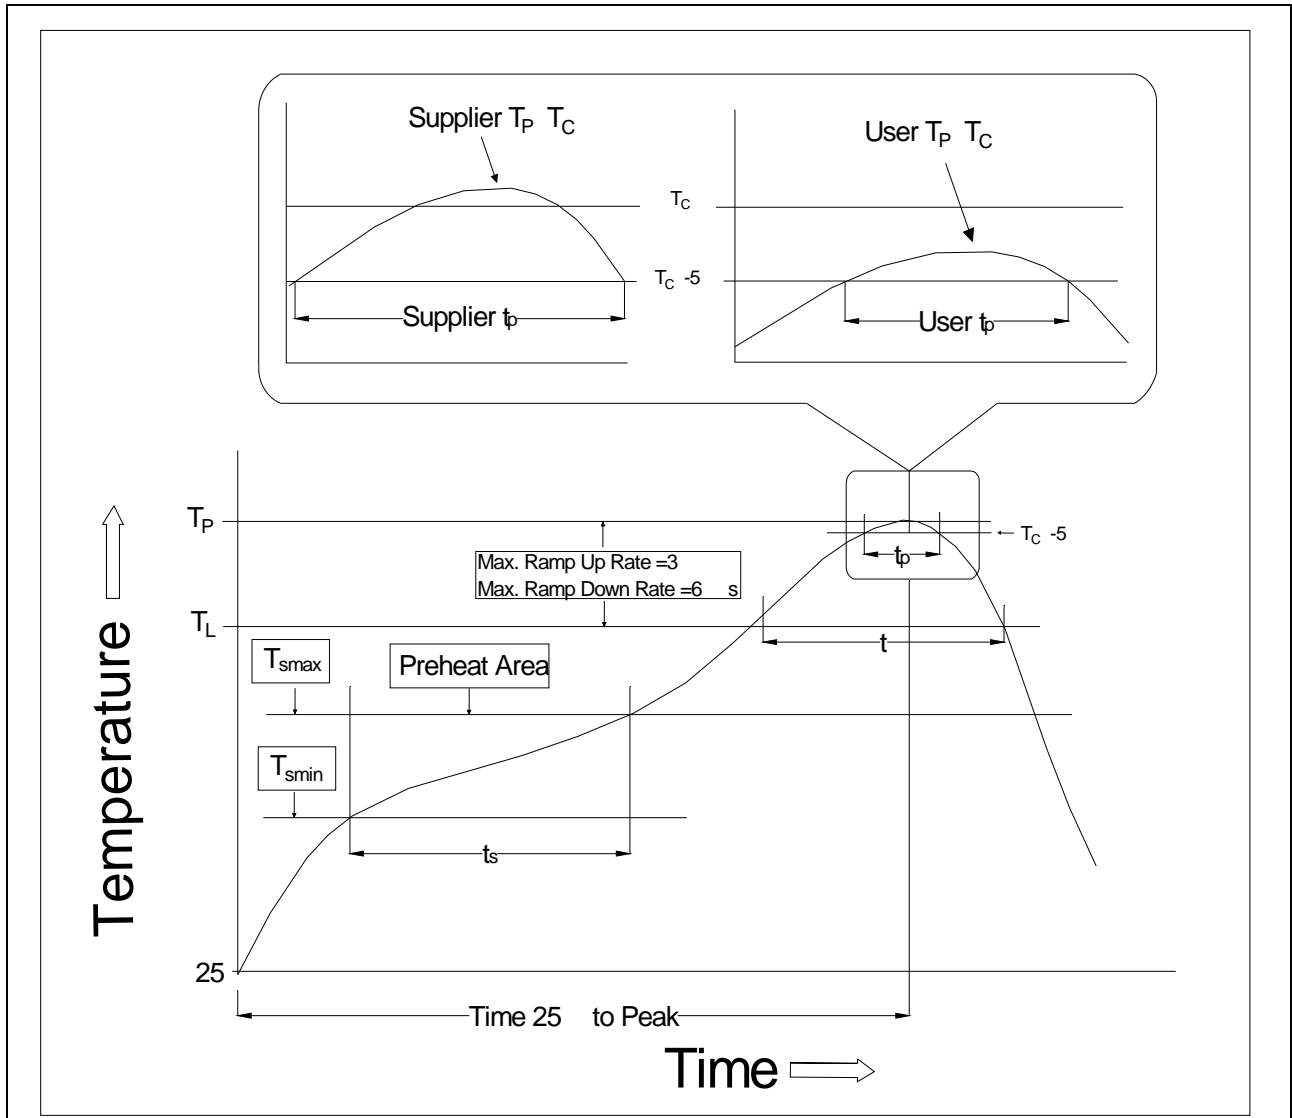 Supplier TP TC
User TP TC
TC
TC -5
Supplier tp
User tp
TP
TC -5
Max. Ramp Up Rate =3
Max. Ramp Down Rate =6 s
tp
TL
t
Tsmax
Preheat Area
Tsmin
ts
Temperature
25
Time 25 to Peak
Time